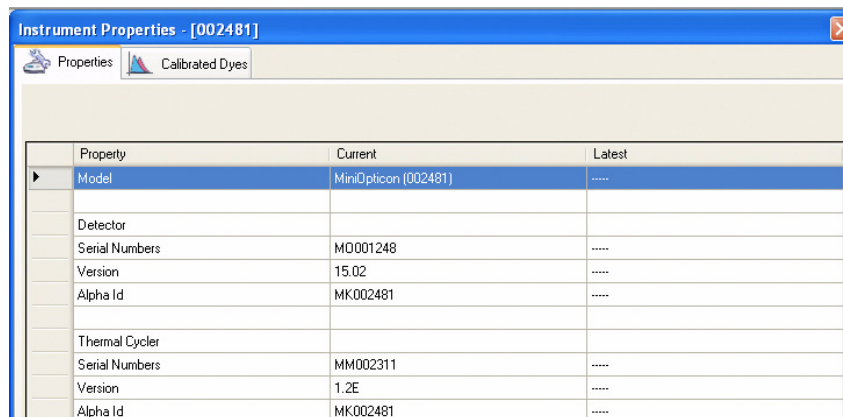 Instrument Properties - [002481]
Properties Calibrated Dyes
Property Current Latest
Model MiniOpticon (002481) -----
Detector
Serial Numbers MO001248 -----
Version 15.02 -----
Alpha Id MK002481 -----
Thermal Cycler
Serial Numbers MM002311 -----
Version 1.2E -----
Alpha Id MK002481 -----